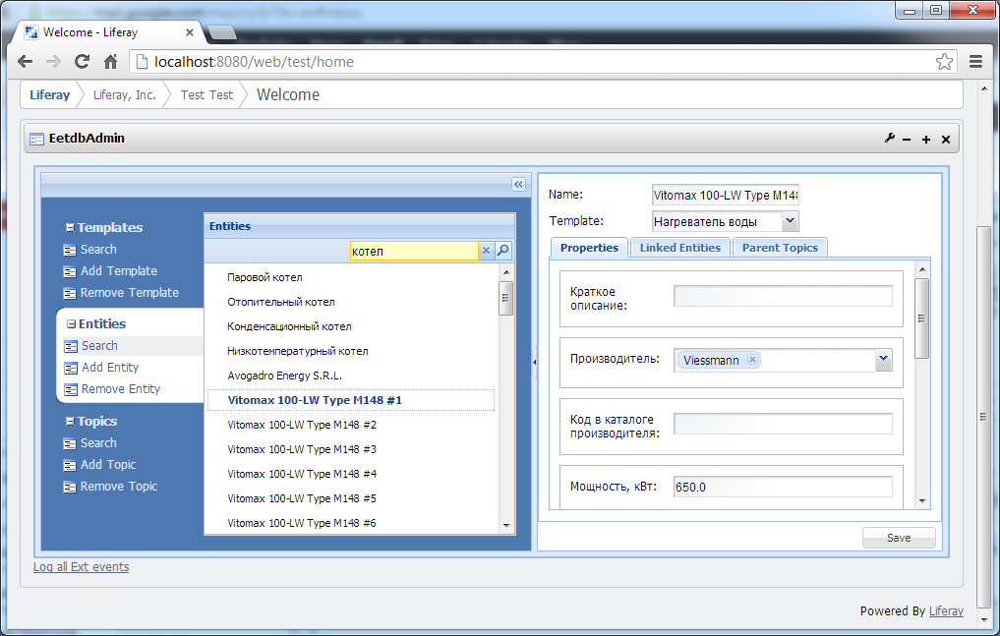 Welcome - Liferay
localhost:8080/web/test/home
Liferay Liferay, Inc. Test Test Welcome
EetdbAdmin
Templates
Search
Add Template
Remove Template
Entities
Search
Add Entity
Remove Entity
Topics
Search
Add Topic
Remove Topic
Entities
котел
Паровой котел
Отопительный котел
Конденсационный котел
Низкотемпературный котел
Avogadro Energy S.R.L.
Vitomax 100-LW Type M148 #1
Vitomax 100-LW Type M148 #2
Vitomax 100-LW Type M148 #3
Vitomax 100-LW Type M148 #4
Vitomax 100-LW Type M148 #5
Vitomax 100-LW Type M148 #6
Name: Vitomax 100-LW Type M148
Template: Нагреватель воды
Properties Linked Entities Parent Topics
Краткое
описание:
Производитель: Viessmann
Код в каталоге
производителя:
Мощность, кВт: 650.0
Save
Log all Ext events
Powered By Liferay